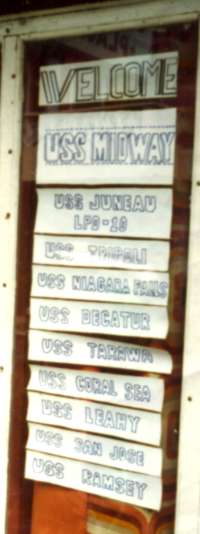 WELCOME
USS MIDWAY
USS JUNEAU
LPD-10
USS TRIPOLI
USS NIAGARA FALLS
USS DECATUR
USS TARAWA
USS CORAL SEA
USS LEAHY
USS SAN JOSE
USS RAMSEY